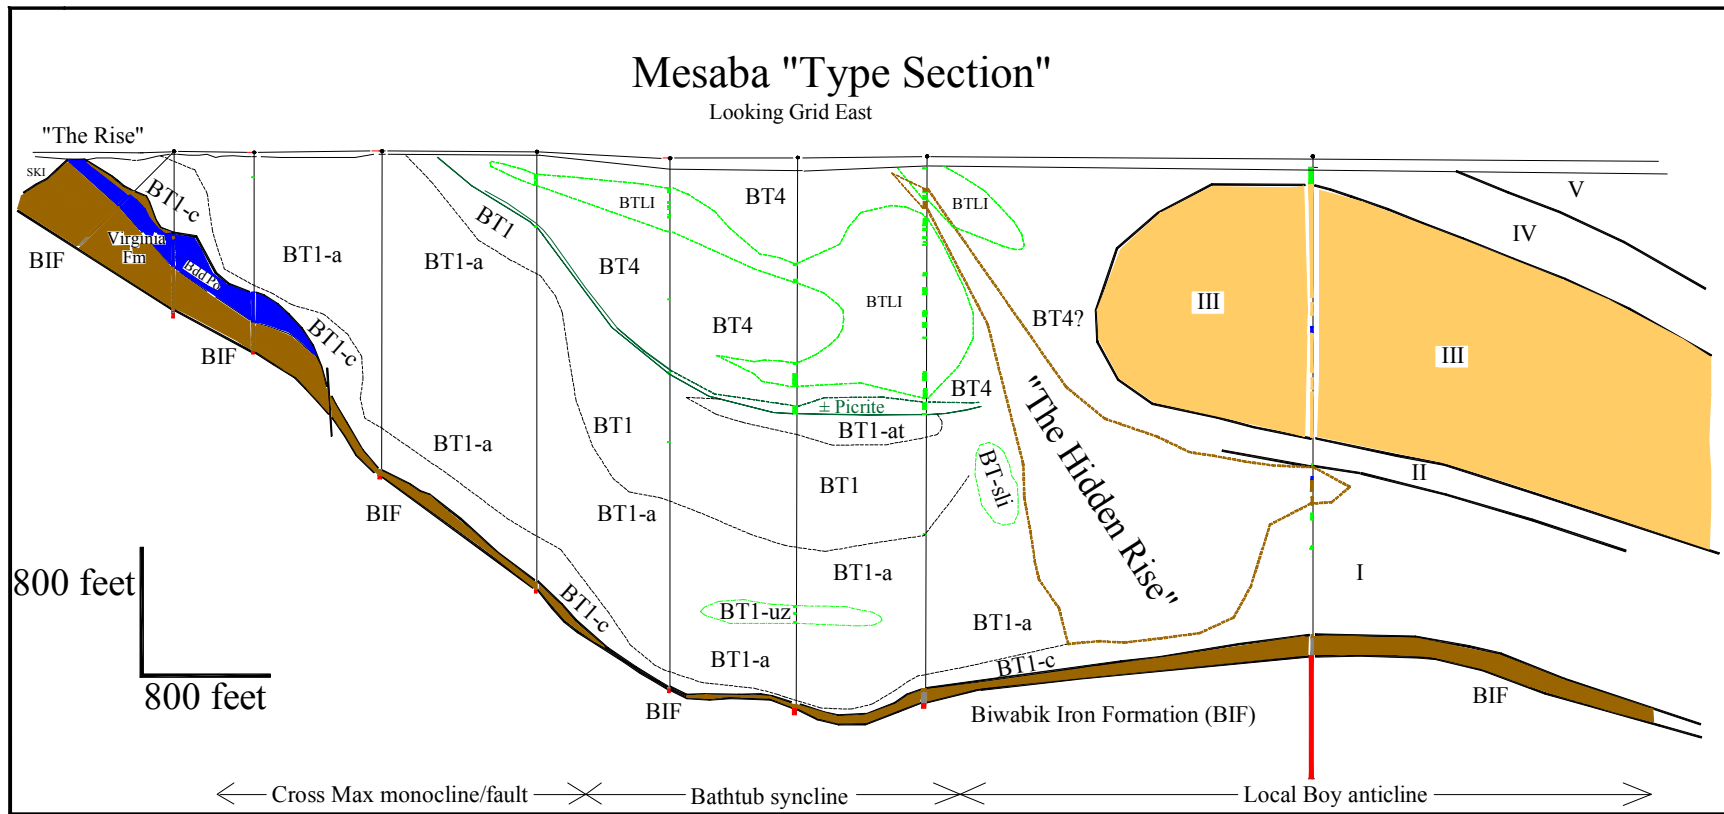 Mesaba "Type Section"
Looking Grid East
"The Rise"
SKI
BT1-c
Virginia
Fm
Bdd Po
BIF
BT1-a
BT1-a
BT1
BT4
BTLI
BT4
BTLI
V
IV
BT4
BTLI
III
BT4?
III
BIF
BT1-c
BT4
± Picrite
BT1-at
BT1
BT1-a
"The Hidden Rise"
II
BT1
BT-sli
BIF
BT1-a
800 feet
BT1-c
BT1-a
I
BT1-uz
BT1-a
BT1-a
BT1-c
800 feet
BIF
Biwabik Iron Formation (BIF)
BIF
Cross Max monocline/fault
Bathtub syncline
Local Boy anticline